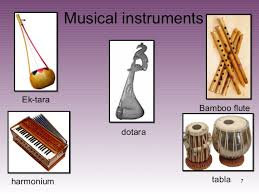 Musical instruments
Ek-tara
dotara
Bamboo flute
harmonium
tabla
7